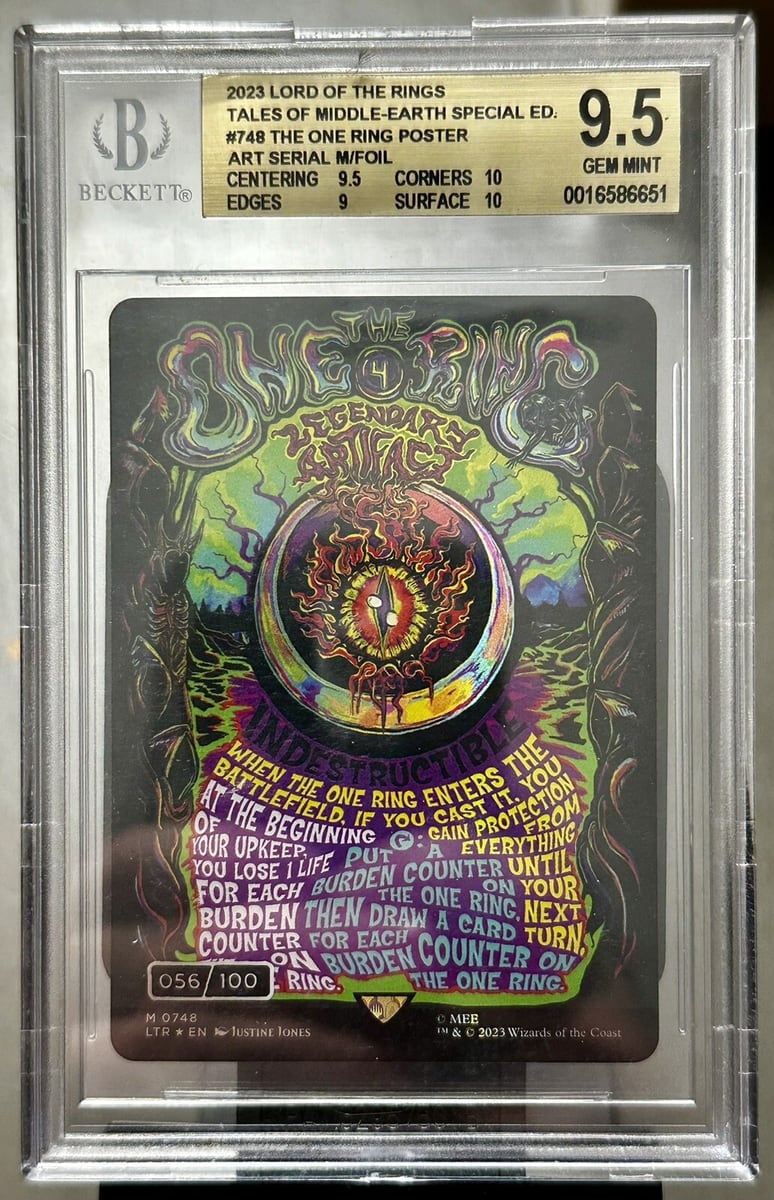 2023 LORD OF THE RINGS
TALES OF MIDDLE-EARTH SPECIAL ED.
#748 THE ONE RING POSTER
ART SERIAL M/FOIL
CENTERING 9.5 CORNERS 10
EDGES 9 SURFACE 10
9.5
GEM MINT
0016586651
B
BECKETT®
THE
ONE RING
4
LEGENDARY
ARTIFACT
INDESTRUCTIBLE
WHEN THE ONE RING ENTERS THE
BATTLEFIELD, IF YOU CAST IT, YOU
GAIN PROTECTION
FROM
EVERYTHING
UNTIL
YOUR
NEXT
TURN.
AT THE BEGINNING
OF
YOUR UPKEEP,
YOU LOSE 1 LIFE
FOR EACH
BURDEN
COUNTER
ON
RING.
: PUT A
BURDEN COUNTER
ON
THE ONE RING,
THEN DRAW A CARD
FOR EACH
BURDEN COUNTER ON
THE ONE RING.
056/100
M 0748
LTR ★ EN JUSTINE JONES
© MEE
™ & © 2023 Wizards of the Coast